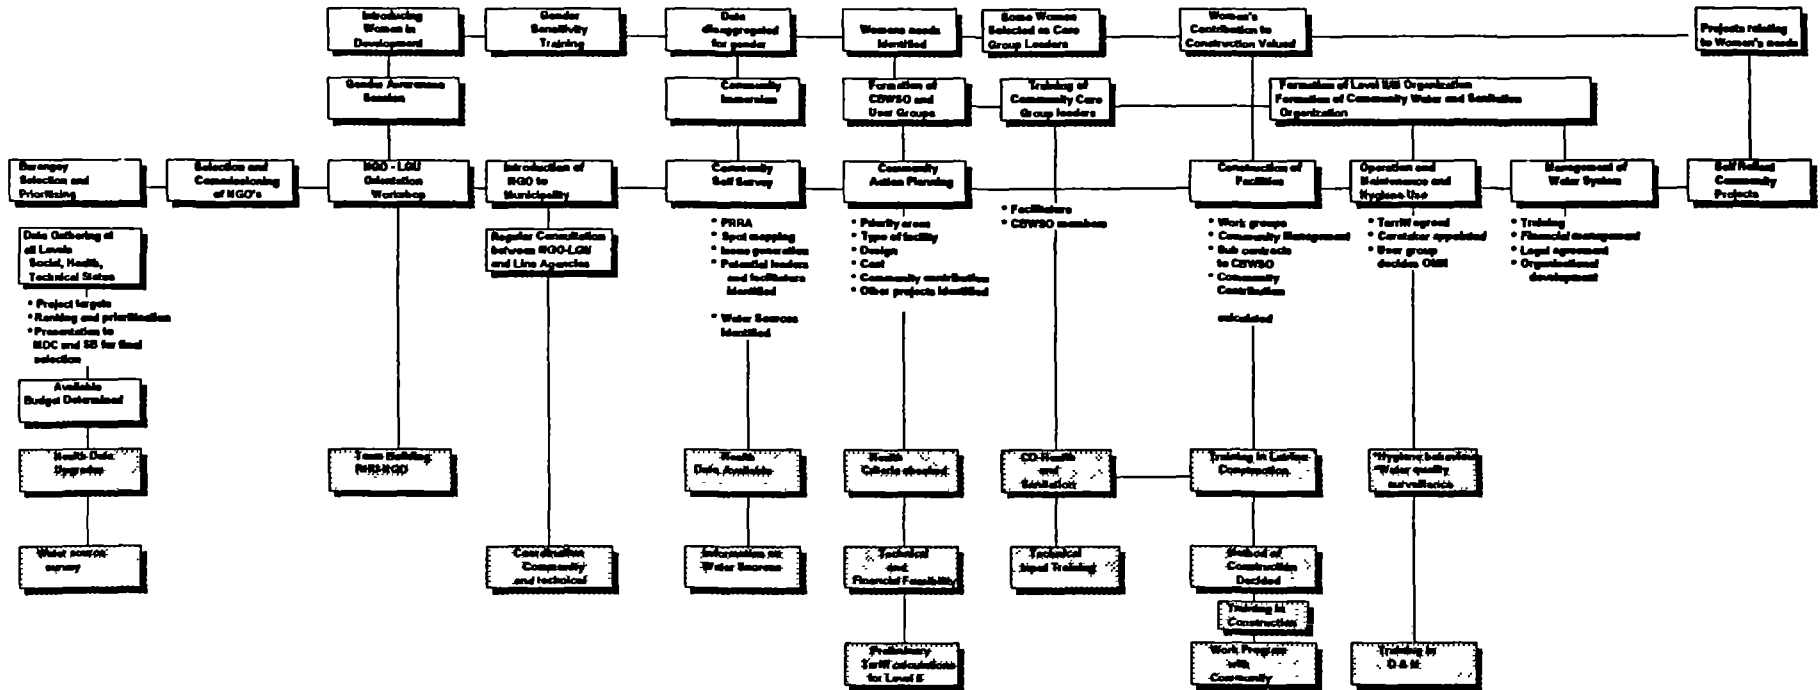 Introducing
Women in
Development
Gender
Sensitivity
Training
Data
disaggregated
for gender
Womens needs
Identified
Some Women
Selected as Care
Group Leaders
Women's
Contribution to
Construction Valued
Projects relating
to Women's needs
Gender Awareness
Session
Community
Immersion
Formation of
CBWSO and
User Groups
Training of
Community Care
Group leaders
Formation of Level II/III Organization
Formation of Community Water and Sanitation
Organization
Barangay
Selection and
Prioritizing
Selection and
Commissioning
of NGO's
NGO - LGU
Orientation
Workshop
Introduction of
NGO to
Municipality
Community
Self Survey
Community
Action Planning
* Facilitators
* CBWSO members
Construction of
Facilities
Operation and
Maintenance and
Hygiene Use
Management of
Water System
Self Reliant
Community
Projects
Data Gathering at
all Levels
Social, Health,
Technical Status
* Project targets
* Ranking and prioritization
* Presentation to
MDC and SB for final
selection
Regular Consultation
between NGO-LGU
and Line Agencies
* PRRA
* Spot mapping
* Issue generation
* Potential leaders
and facilitators
identified
* Water Sources
Identified
* Priority areas
* Type of facility
* Design
* Cost
* Community contribution
* Other projects identified
* Work groups
* Community Management
* Sub contracts
to CBWSO
* Community
Contribution
calculated
* Tarrif agreed
* Caretaker appointed
* User group
decides O&M
* Training
* Financial management
* Legal agreement
* Organizational
development
Available
Budget Determined
Health Data
Upgrades
Team Building
RHU-NGO
Health
Data Available
Health
Criteria checked
CO-Health
and
Sanitation
Training in Latrine
Construction
*Hygiene behaviour
*Water quality
surveillance
Water source
survey
Coordination
Community
and technical
Information on
Water Sources
Technical
and
Financial Feasibility
Technical
Input Training
Method of
Construction
Decided
Training in
Construction
Preliminary
Tariff calculations
for Level II
Work Program
with
Community
Training in
O & M